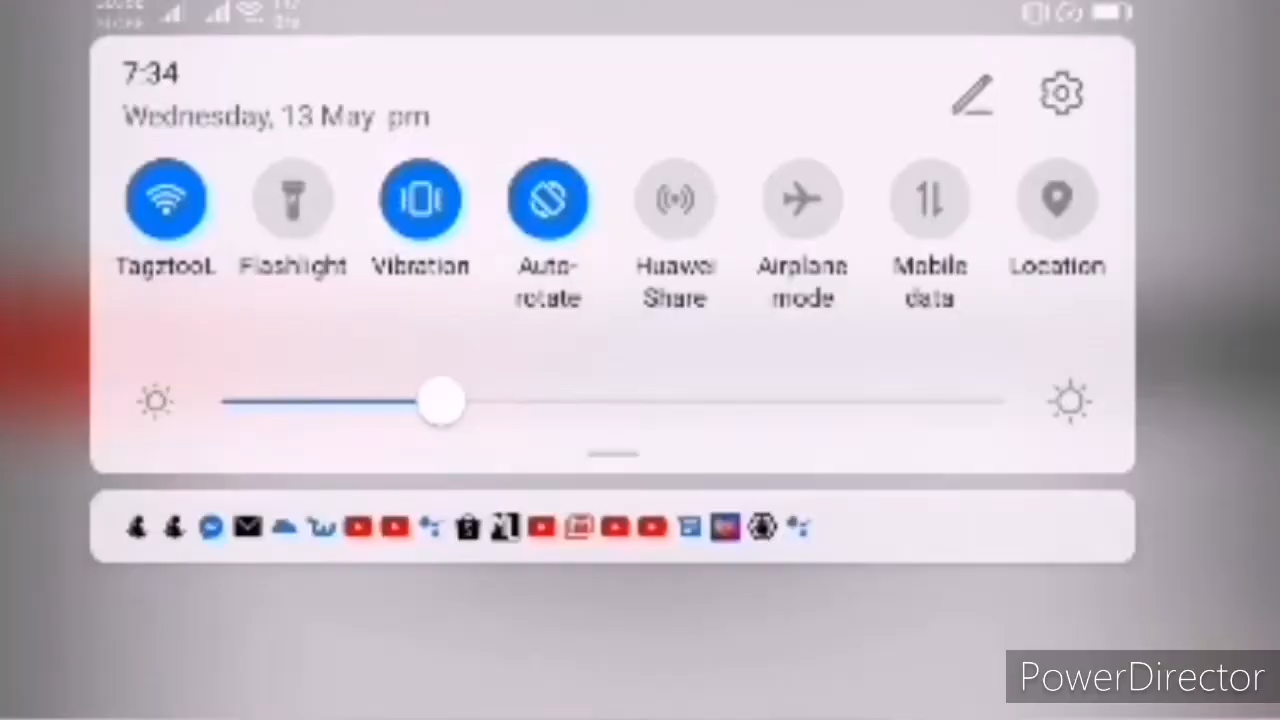 7:34
Wednesday, 13 May pm
TagztooL Flashlight Vibration Auto-rotate Huawei Share Airplane mode Mobile data Location
PowerDirector